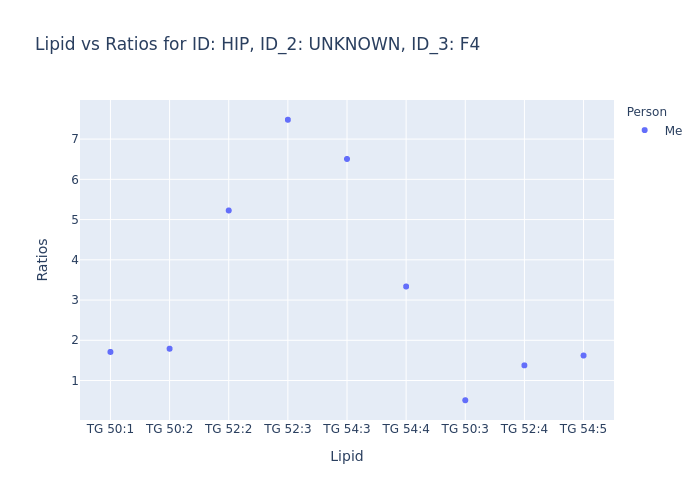 Lipid vs Ratios for ID: HIP, ID_2: UNKNOWN, ID_3: F4
Person
Me
7
6
5
4
3
2
1
Ratios
TG 50:1 TG 50:2 TG 52:2 TG 52:3 TG 54:3 TG 54:4 TG 50:3 TG 52:4 TG 54:5
Lipid